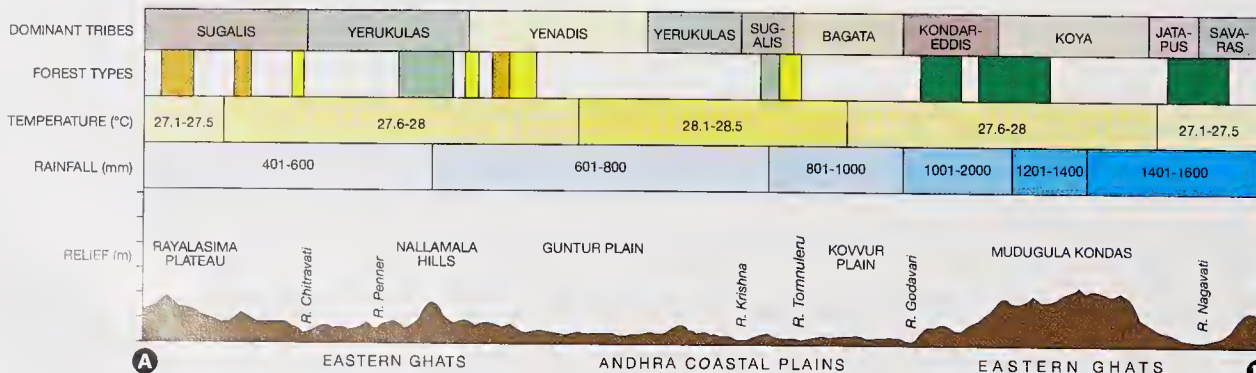 DOMINANT TRIBES
SUGALIS
YERUKULAS
YENADIS
YERUKULAS
SUG-
ALIS
BAGATA
KONDAR-
EDDIS
KOYA
JATA-
PUS
SAVA-
RAS
FOREST TYPES
TEMPERATURE (°C)
27.1-27.5
27.6-28
28.1-28.5
27.6-28
27.1-27.5
RAINFALL (mm)
401-600
601-800
801-1000
1001-2000
1201-1400
1401-1600
RELIEF (m)
RAYALASIMA
PLATEAU
R. Chitravati
R. Penner
NALLAMALA
HILLS
GUNTUR PLAIN
R. Krishna
R. Tomnuleru
KOVVUR
PLAIN
R. Godavari
MUDUGULA KONDAS
R. Nagavati
A
EASTERN GHATS
ANDHRA COASTAL PLAINS
EASTERN GHATS